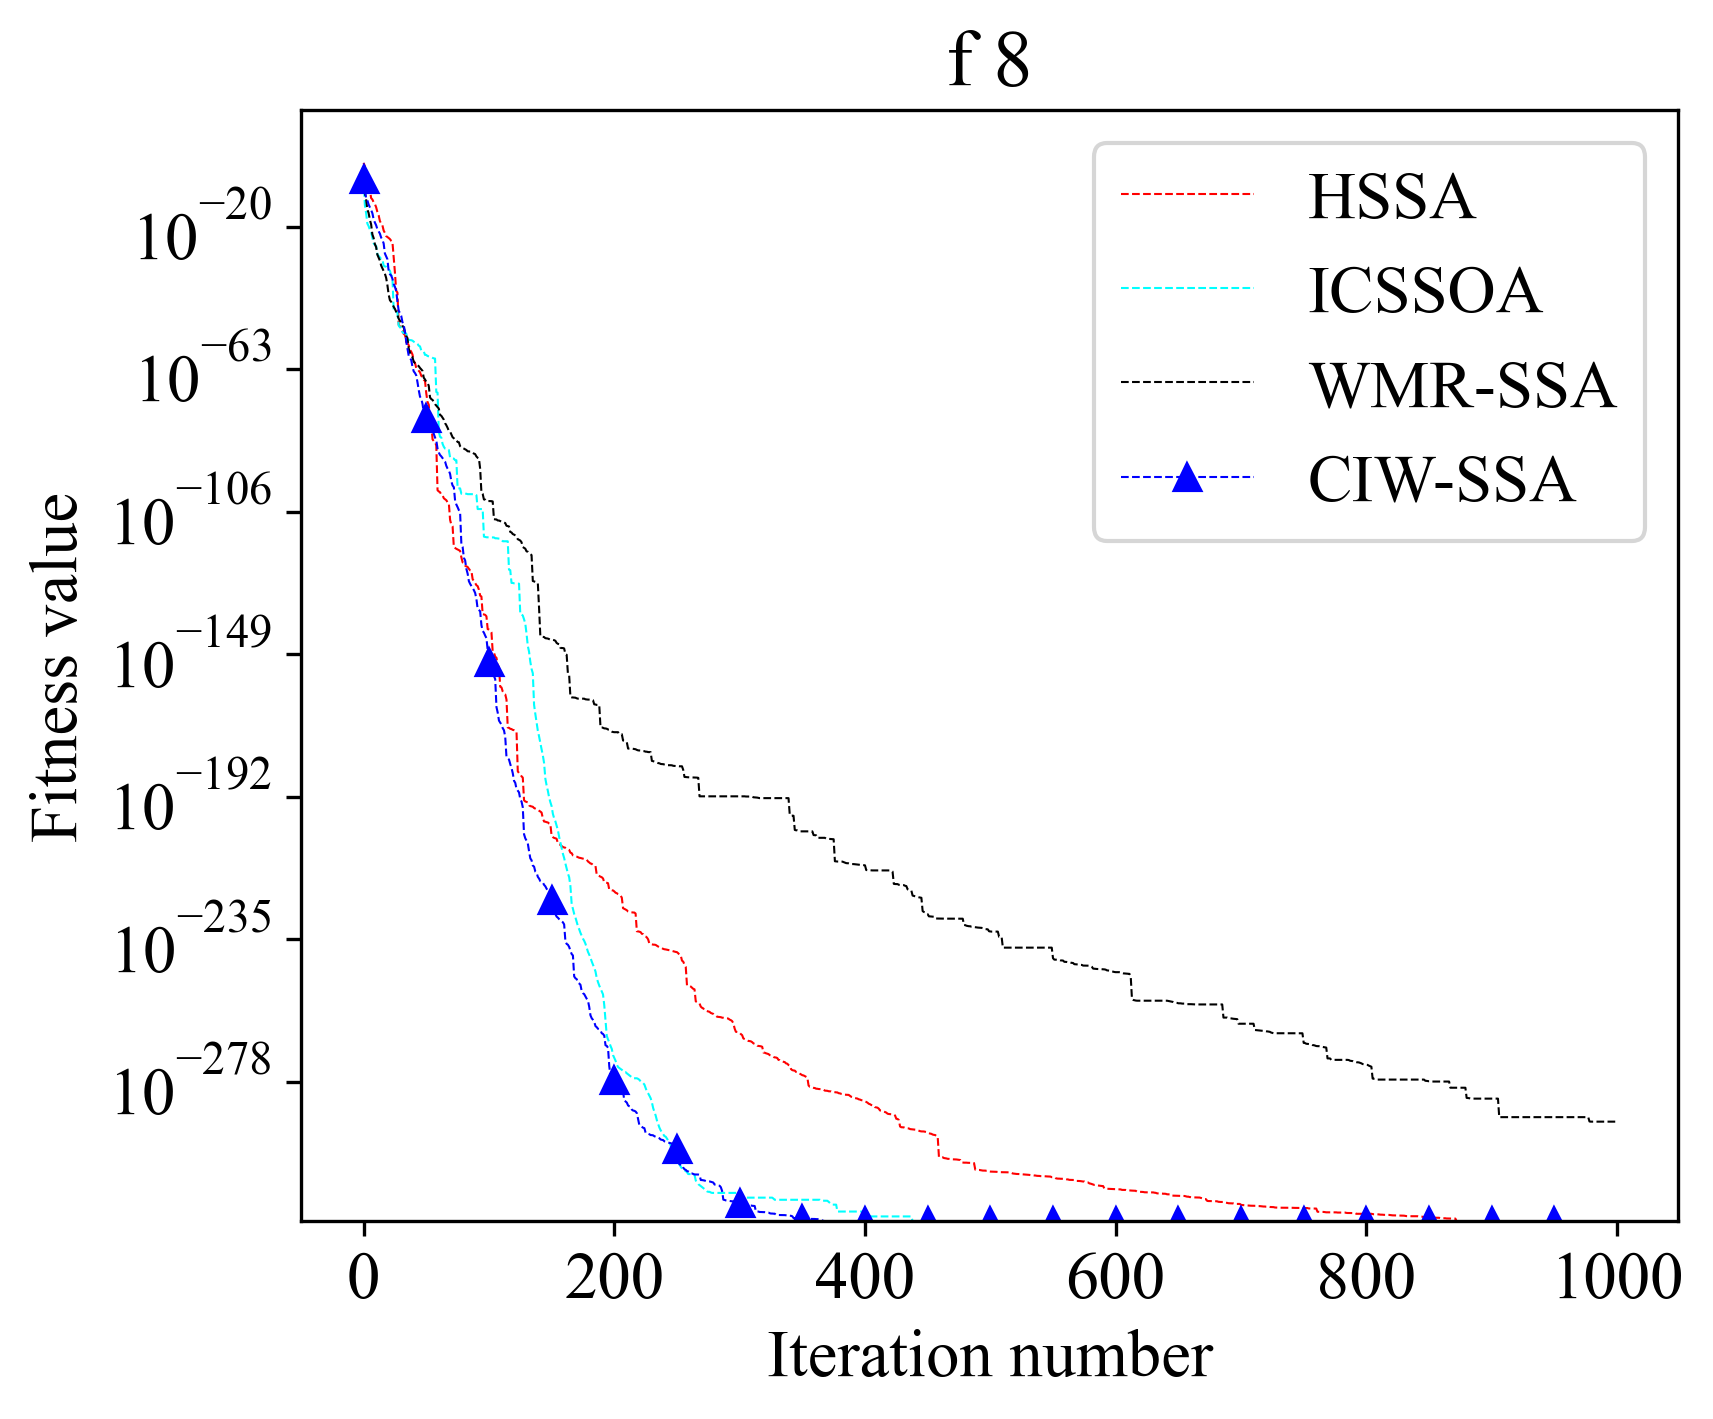 f 8
HSSA
ICSSOA
WMR-SSA
CIW-SSA
Fitness value
10⁻²⁰
10⁻⁶³
10⁻¹⁰⁶
10⁻¹⁴⁹
10⁻¹⁹²
10⁻²³⁵
10⁻²⁷⁸
0 200 400 600 800 1000
Iteration number